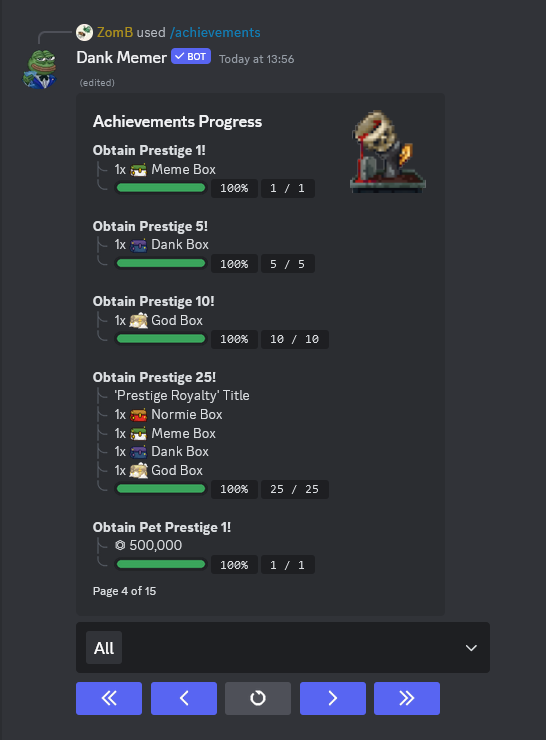 ZomB used /achievements
Dank Memer ✓ BOT Today at 13:56
(edited)
Achievements Progress
Obtain Prestige 1!
1x Meme Box
100% 1 / 1
Obtain Prestige 5!
1x Dank Box
100% 5 / 5
Obtain Prestige 10!
1x God Box
100% 10 / 10
Obtain Prestige 25!
'Prestige Royalty' Title
1x Normie Box
1x Meme Box
1x Dank Box
1x God Box
100% 25 / 25
Obtain Pet Prestige 1!
⏣ 500,000
100% 1 / 1
Page 4 of 15
All